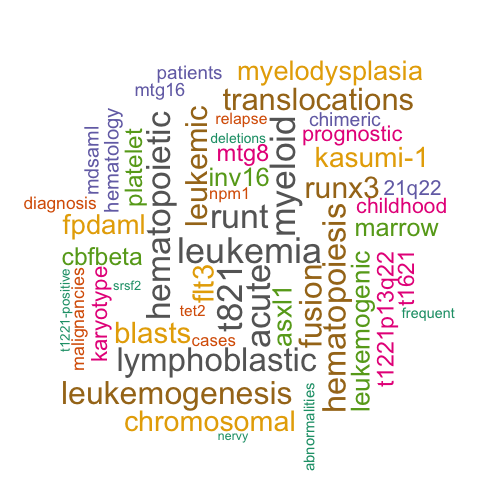 patients
myelodysplasia
mtg16
translocations
hematology
mdsaml
platelet
hematopoietic
leukemic
relapse
deletions
mtg8
inv16
npm1
myeloid
chimeric
prognostic
kasumi-1
runx3
21q22
childhood
marrow
diagnosis
fpdaml
runt
leukemia
cbfbeta
karyotype
malignancies
t1221-positive
srsf2
flt3
t821
acute
asxl1
fusion
hematopoiesis
leukemogenic
t1221p13q22
t1621
frequent
tet2
cases
blasts
lymphoblastic
leukemogenesis
chromosomal
nervy
abnormalities